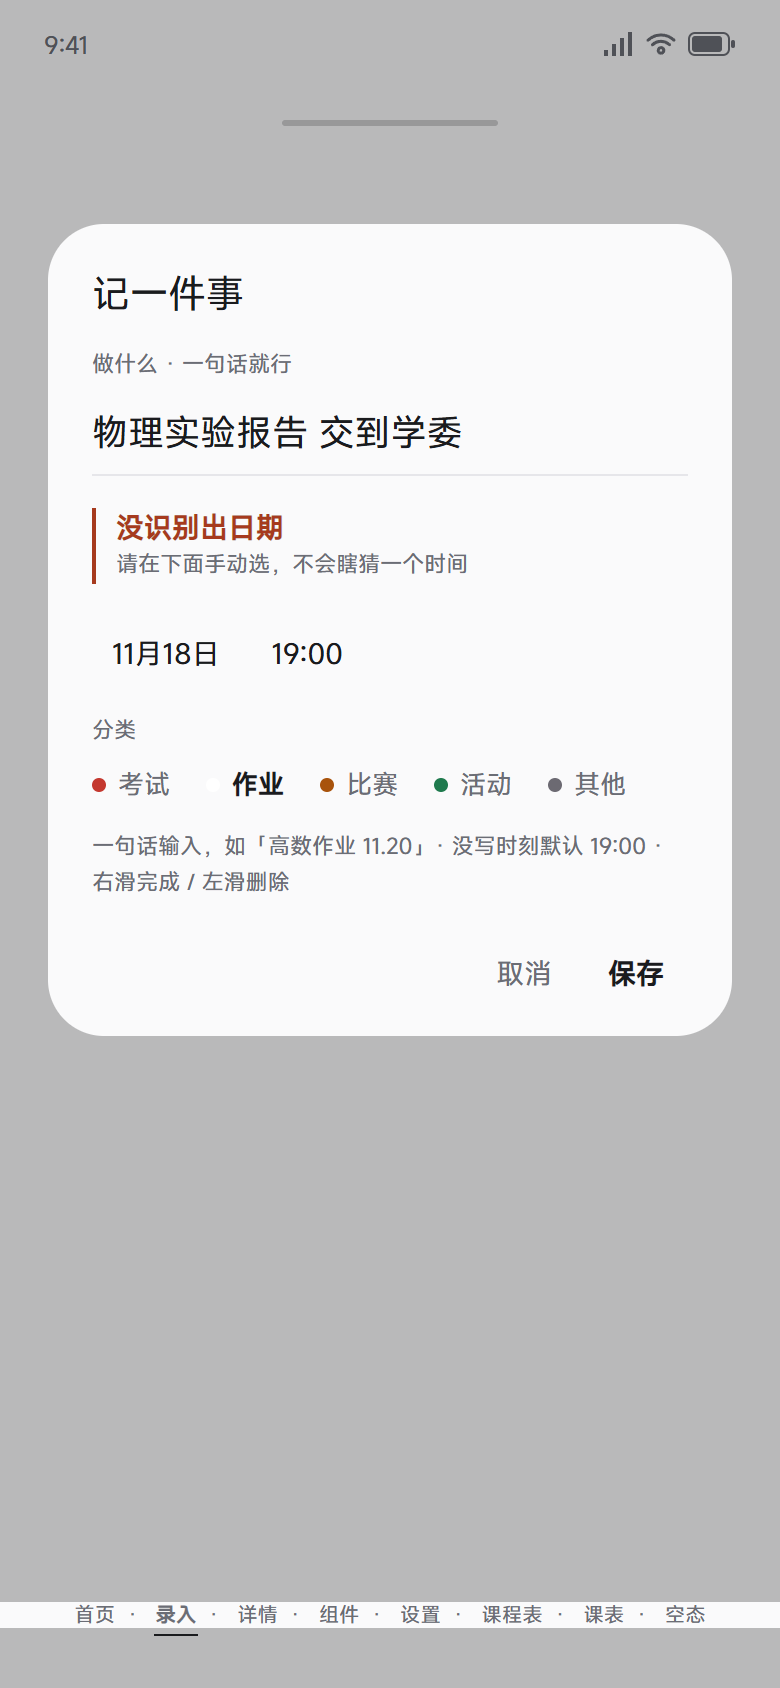 9:41
记一件事
做什么 · 一句话就行
物理实验报告 交到学委
没识别出日期
请在下面手动选，不会瞎猜一个时间
11月18日 19:00
分类
考试 作业 比赛 活动 其他
一句话输入，如「高数作业 11.20」· 没写时刻默认 19:00 ·
右滑完成 / 左滑删除
取消 保存
首页 · 录入 · 详情 · 组件 · 设置 · 课程表 · 课表 · 空态